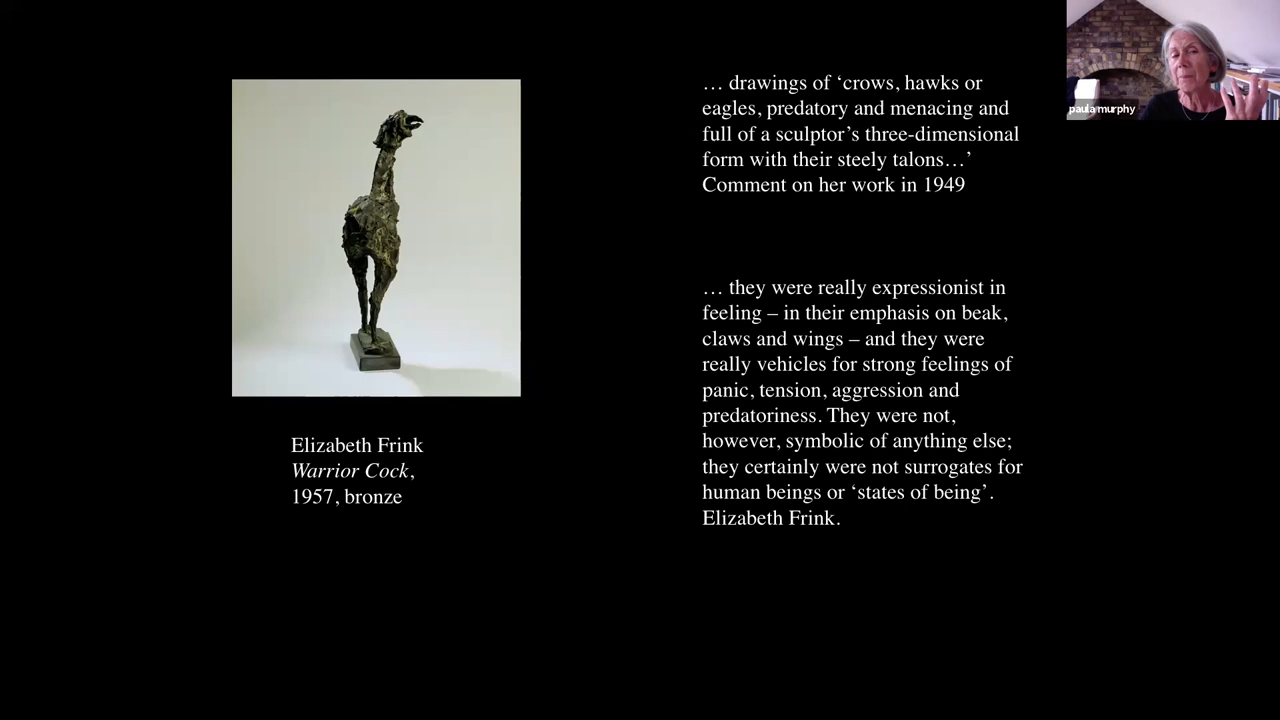 … drawings of ‘crows, hawks or
eagles, predatory and menacing and
full of a sculptor’s three-dimensional
form with their steely talons…’
Comment on her work in 1949
paula murphy
… they were really expressionist in
feeling – in their emphasis on beak,
claws and wings – and they were
really vehicles for strong feelings of
panic, tension, aggression and
predatoriness. They were not,
however, symbolic of anything else;
they certainly were not surrogates for
human beings or ‘states of being’.
Elizabeth Frink.
Elizabeth Frink
Warrior Cock,
1957, bronze